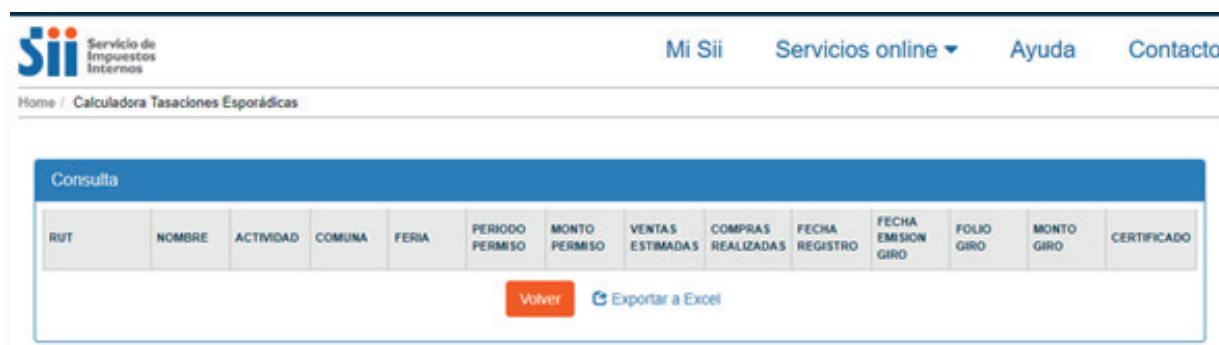 Sii Servicio de
Impuestos
Internos
Mi Sii Servicios online Ayuda Contacto
Home / Calculadora Tasaciones Esporádicas
Consulta
RUT NOMBRE ACTIVIDAD COMUNA FERIA PERIODO PERMISO MONTO PERMISO VENTAS ESTIMADAS COMPRAS REALIZADAS FECHA REGISTRO FECHA EMISION GIRO FOLIO GIRO MONTO GIRO CERTIFICADO
Volver Exportar a Excel